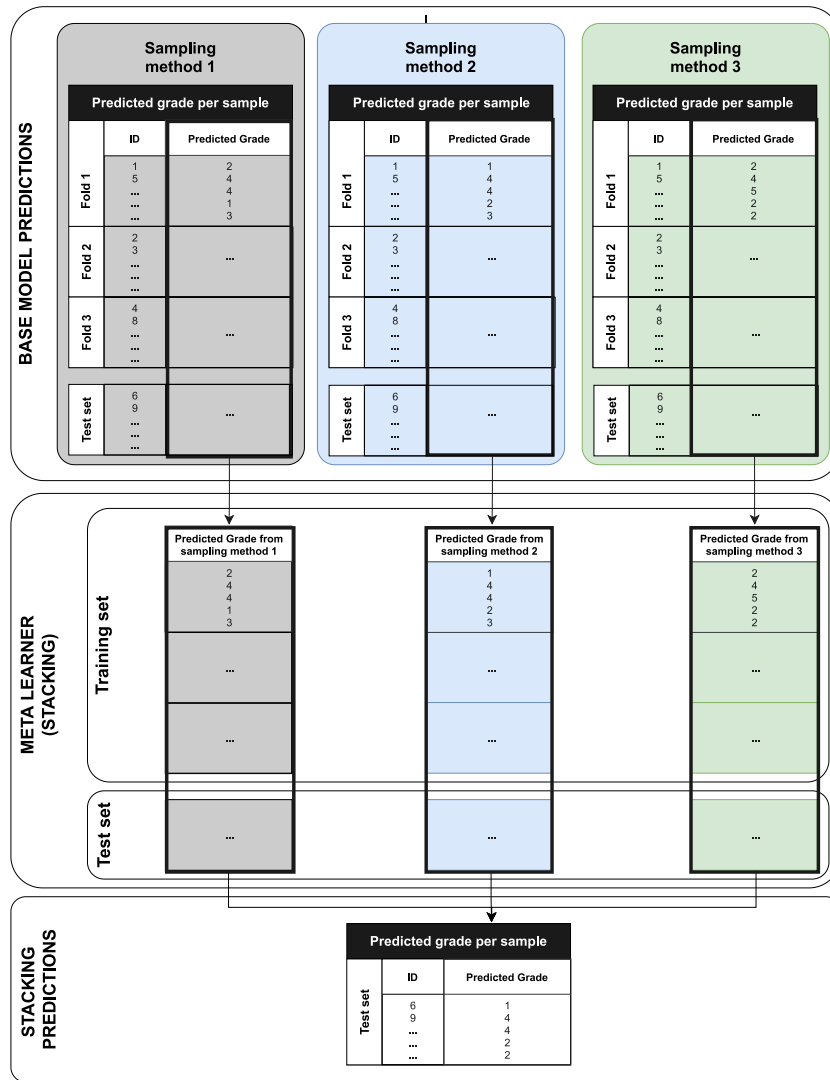 BASE MODEL PREDICTIONS
Sampling
method 1
Predicted grade per sample
ID
Predicted Grade
Fold 1
1
5
...
...
...
2
4
4
1
3
Fold 2
2
3
...
...
...
...
Fold 3
4
8
...
...
...
...
Test set
6
9
...
...
...
...
Sampling
method 2
Predicted grade per sample
ID
Predicted Grade
Fold 1
1
5
...
...
...
1
4
4
2
3
Fold 2
2
3
...
...
...
...
Fold 3
4
8
...
...
...
...
Test set
6
9
...
...
...
...
Sampling
method 3
Predicted grade per sample
ID
Predicted Grade
Fold 1
1
5
...
...
...
2
4
5
2
2
Fold 2
2
3
...
...
...
...
Fold 3
4
8
...
...
...
...
Test set
6
9
...
...
...
...
META LEARNER
(STACKING)
Training set
Predicted Grade from
sampling method 1
2
4
4
1
3
...
...
Predicted Grade from
sampling method 2
1
4
4
2
3
...
...
Predicted Grade from
sampling method 3
2
4
5
2
2
...
...
Test set
...
...
...
STACKING
PREDICTIONS
Predicted grade per sample
ID
Predicted Grade
Test set
6
9
...
...
...
1
4
4
2
2